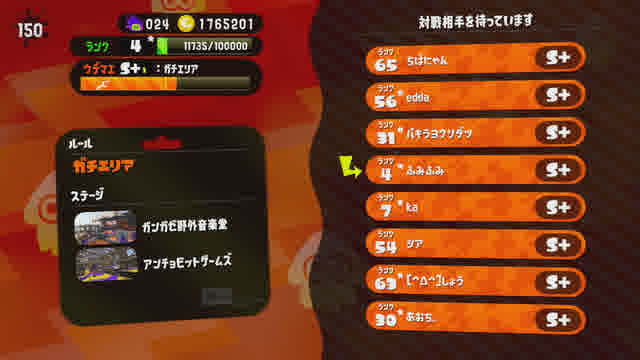 150
024 1765201
ランク 4* 11735/100000
ウデマエ S+ : ガチエリア
ルール
ガチエリア
ステージ
ガンガゼ野外音楽堂
アンチョビットゲームズ
対戦相手を待っています
ランク 65 ちばにゃん S+
ランク 56* edda S+
ランク 31* バキラヨクソダツ S+
ランク 4* ふみふみ S+
ランク 7* ka S+
ランク 54 シア S+
ランク 63* [^△^]しょう S+
ランク 30* あおち. S+